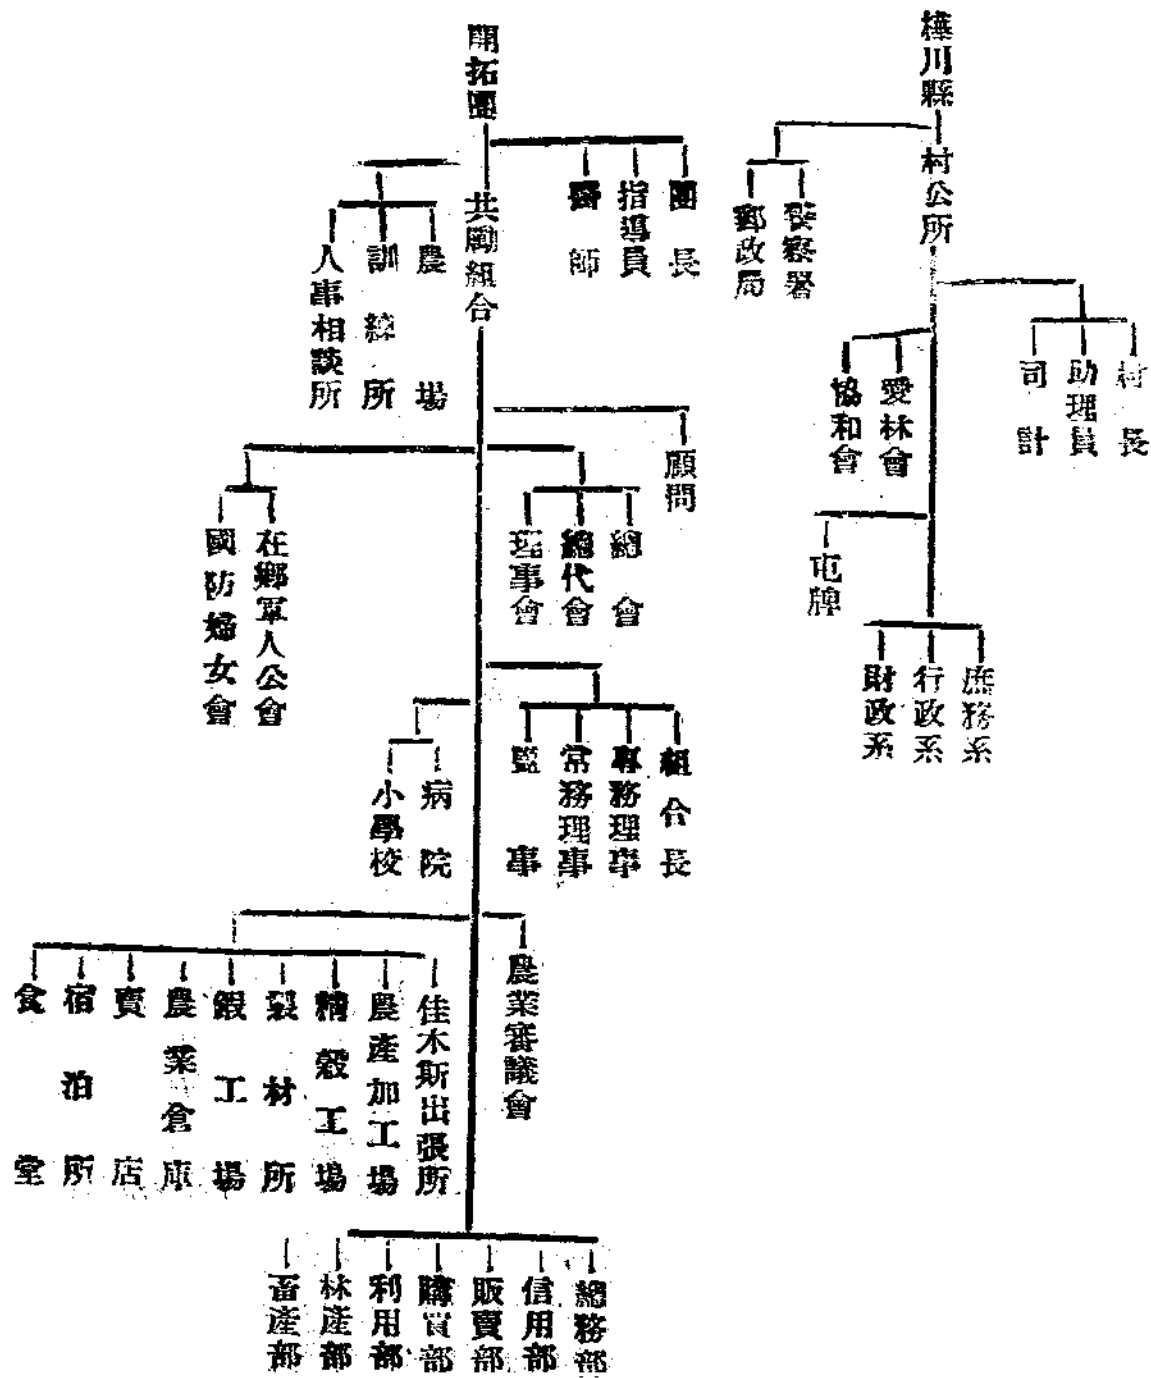 樺川縣
村公所
警察署
郵政局
村長
助理員
司計
愛林會
協和會
屯牌
庶務系
行政系
財政系
開拓團
團長
指導員
醫師
共勵組合
農場
訓練所
人事相談所
顧問
總會
總代會
理事會
在鄉軍人公會
國防婦女會
組合長
專務理事
常務理事
監事
病院
小學校
農業審議會
佳木斯出張所
農產加工場
精穀工場
製材所
鍛工場
農業倉庫
賣店
宿泊所
食堂
總務部
信用部
販賣部
購買部
利用部
林產部
畜產部